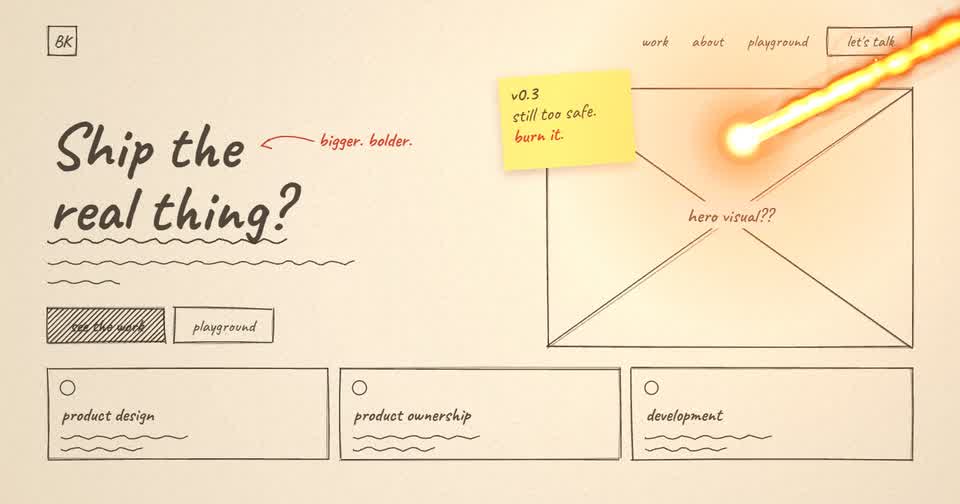 BK
work about playground let's talk
v0.3
still too safe.
burn it.
Ship the
real thing?
bigger. bolder.
hero visual??
see the work playground
product design
product ownership
development